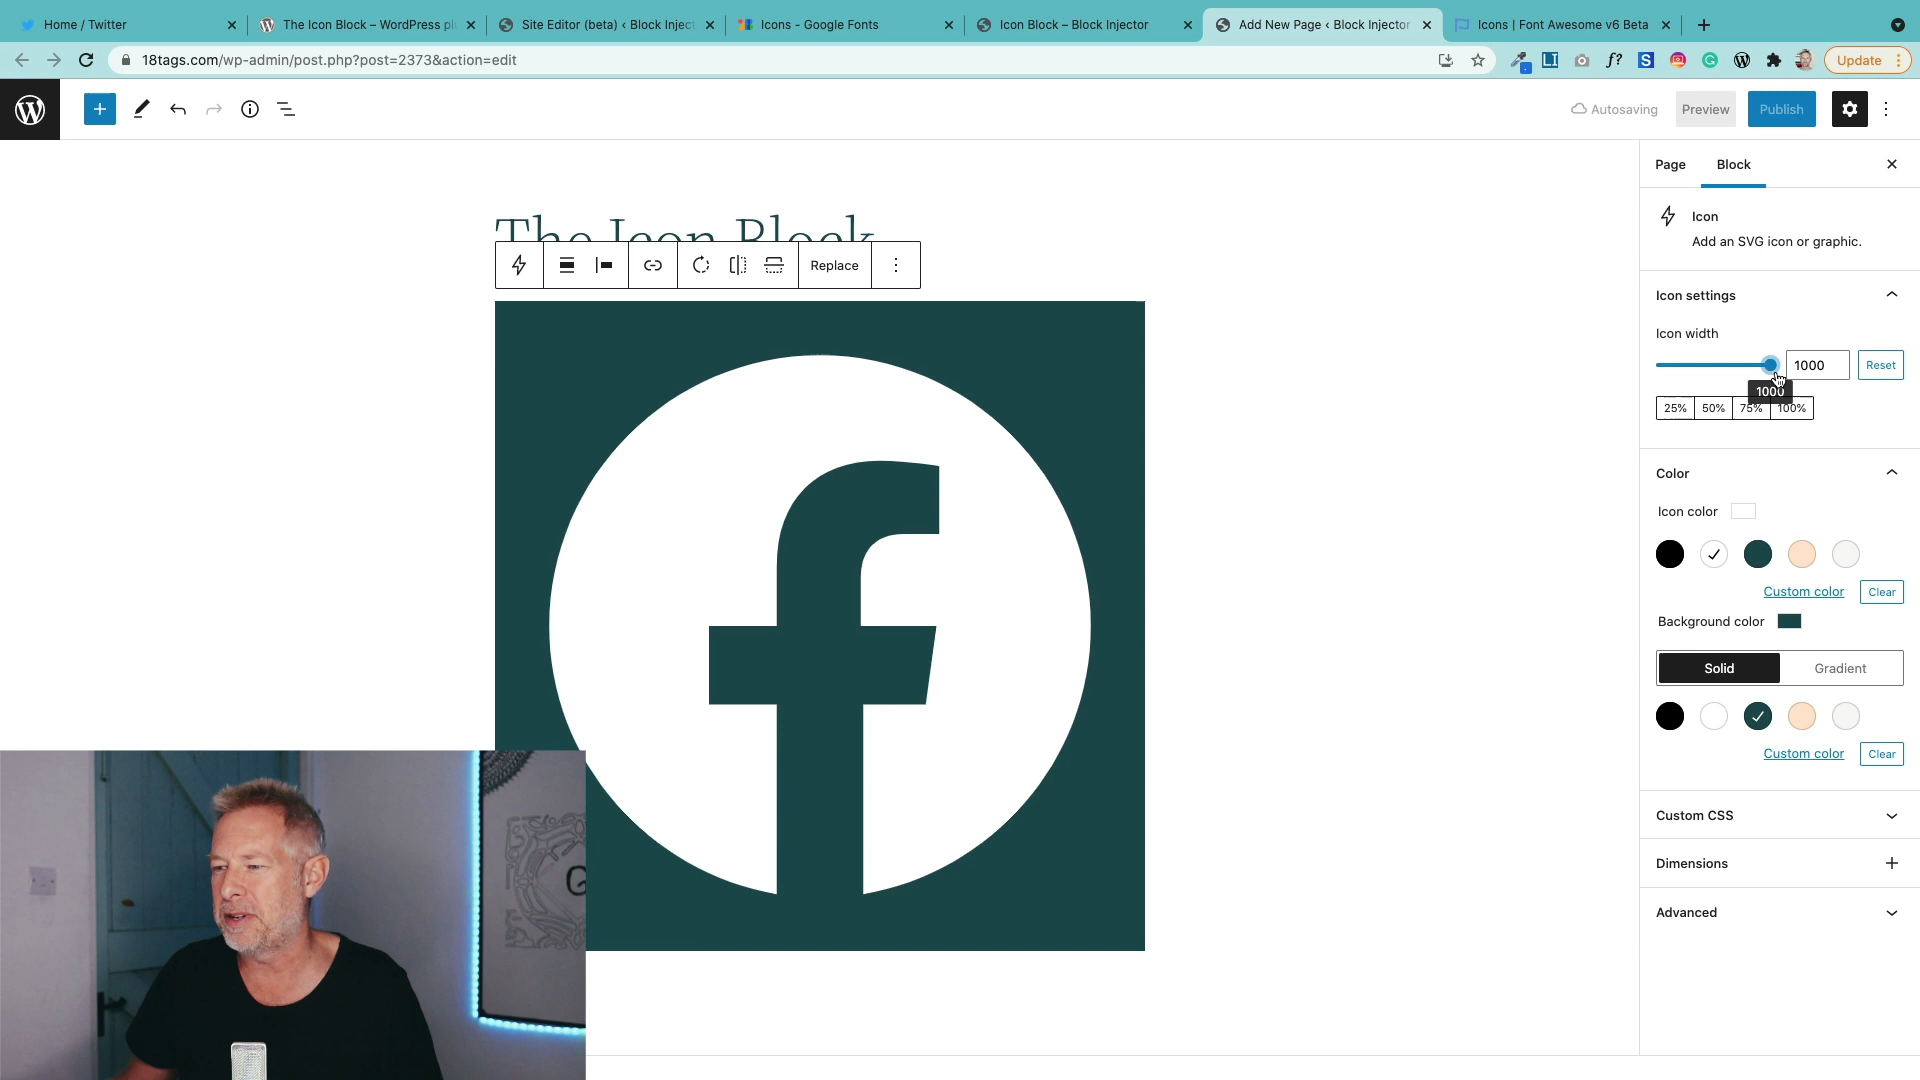 Home / Twitter
The Icon Block – WordPress pl
Site Editor (beta) ‹ Block Inject
Icons - Google Fonts
Icon Block – Block Injector
Add New Page ‹ Block Injector
Icons | Font Awesome v6 Beta
18tags.com/wp-admin/post.php?post=2373&action=edit
Update
Autosaving
Preview
Publish
Page
Block
The Icon Block
Icon
Add an SVG icon or graphic.
Replace
Icon settings
Icon width
1000
Reset
1000
25%
50%
75%
100%
Color
Icon color
Custom color
Clear
Background color
Solid
Gradient
Custom color
Clear
Custom CSS
Dimensions
Advanced